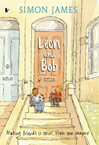 SIMON JAMES
Leon
and
Bob
Making friends is easier than you imagine